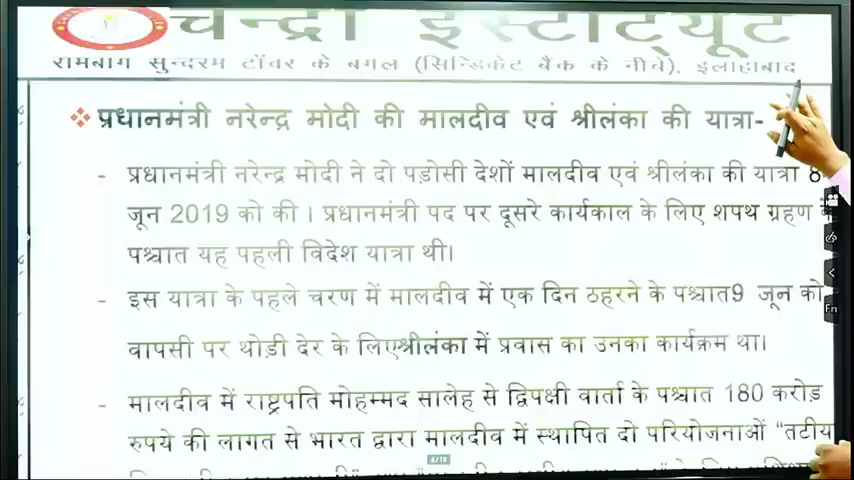 चन्द्रा इंस्टीट्यूट
रामबाग सुन्दरम टॉवर के बगल (सिन्डिकेट बैंक के नीचे), इलाहाबाद
प्रधानमंत्री नरेन्द्र मोदी की मालदीव एवं श्रीलंका की यात्रा-
- प्रधानमंत्री नरेन्द्र मोदी ने दो पड़ोसी देशों मालदीव एवं श्रीलंका की यात्रा 8-
जून 2019 को की। प्रधानमंत्री पद पर दूसरे कार्यकाल के लिए शपथ ग्रहण के
पश्चात यह पहली विदेश यात्रा थी।
- इस यात्रा के पहले चरण में मालदीव में एक दिन ठहरने के पश्चात9 जून को
वापसी पर थोड़ी देर के लिएश्रीलंका में प्रवास का उनका कार्यक्रम था।
- मालदीव में राष्ट्रपति मोहम्मद सालेह से द्विपक्षी वार्ता के पश्चात 180 करोड़
रुपये की लागत से भारत द्वारा मालदीव में स्थापित दो परियोजनाओं "तटीय
4/18
Fn